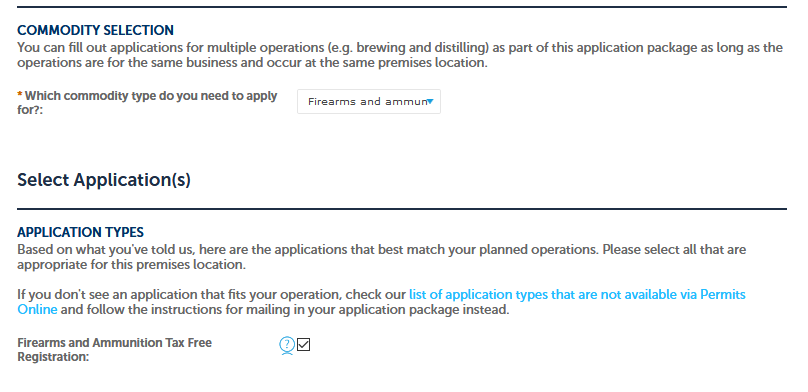 COMMODITY SELECTION
You can fill out applications for multiple operations (e.g. brewing and distilling) as part of this application package as long as the
operations are for the same business and occur at the same premises location.
* Which commodity type do you need to apply
for?:
Firearms and ammun
Select Application(s)
APPLICATION TYPES
Based on what you've told us, here are the applications that best match your planned operations. Please select all that are
appropriate for this premises location.
If you don't see an application that fits your operation, check our list of application types that are not available via Permits
Online and follow the instructions for mailing in your application package instead.
Firearms and Ammunition Tax Free
Registration:
?